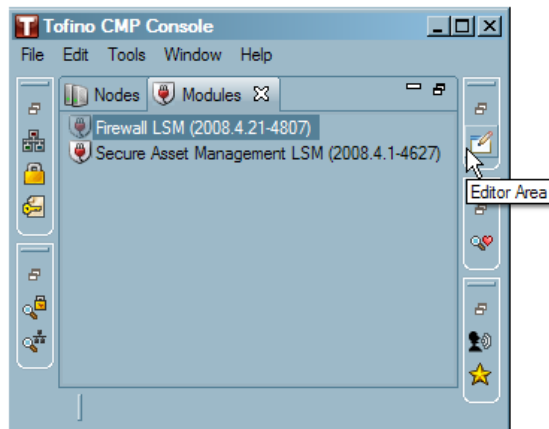 Tofino CMP Console
File Edit Tools Window Help
Nodes Modules
Firewall LSM (2008.4.21-4807)
Secure Asset Management LSM (2008.4.1-4627)
Editor Area